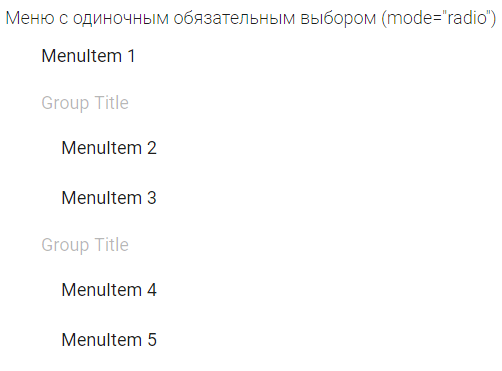 Меню с одиночным обязательным выбором (mode="radio")
MenuItem 1
Group Title
MenuItem 2
MenuItem 3
Group Title
MenuItem 4
MenuItem 5